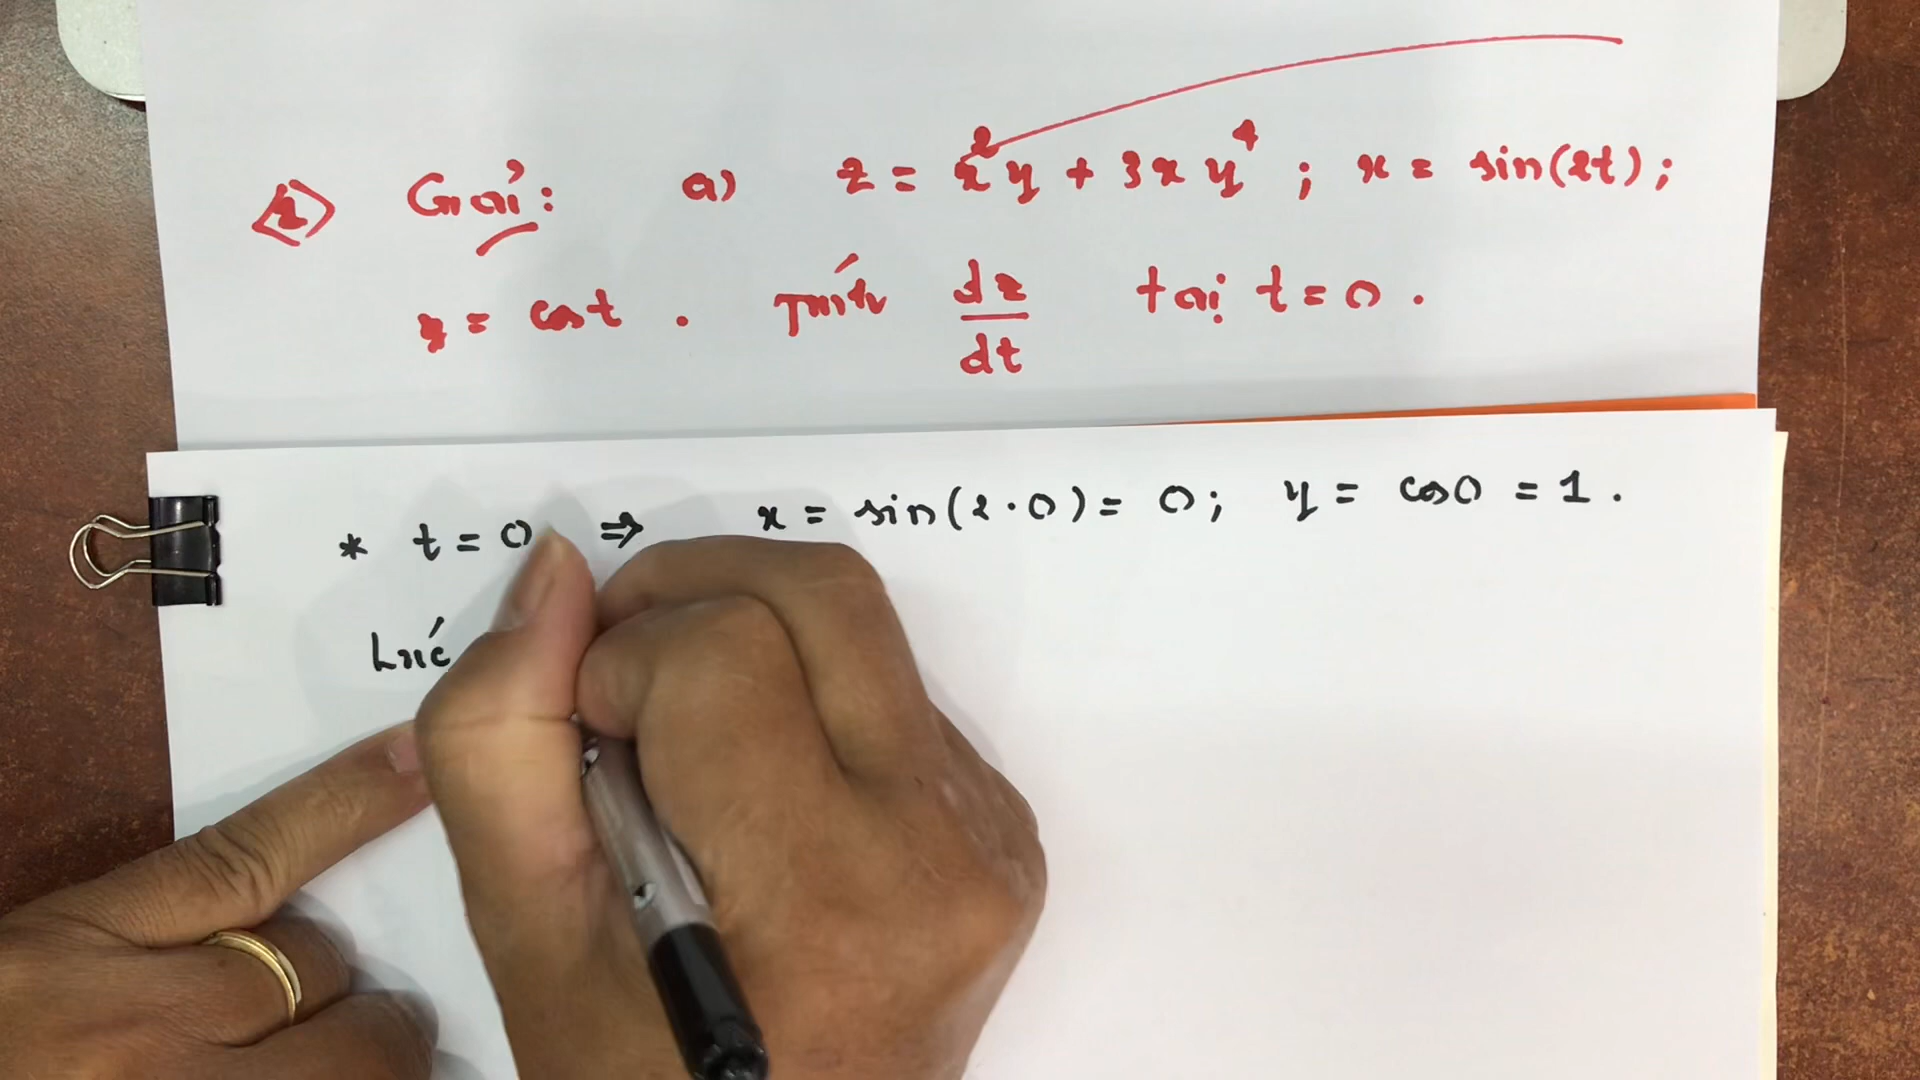 2 Giải: a) z = x²y + 3xy⁴ ; x = sin(2t) ;
y = cost . Tính dz/dt tại t = 0 .
* t = 0 ⇒ x = sin(2·0) = 0 ; y = cos0 = 1 .
Lúc